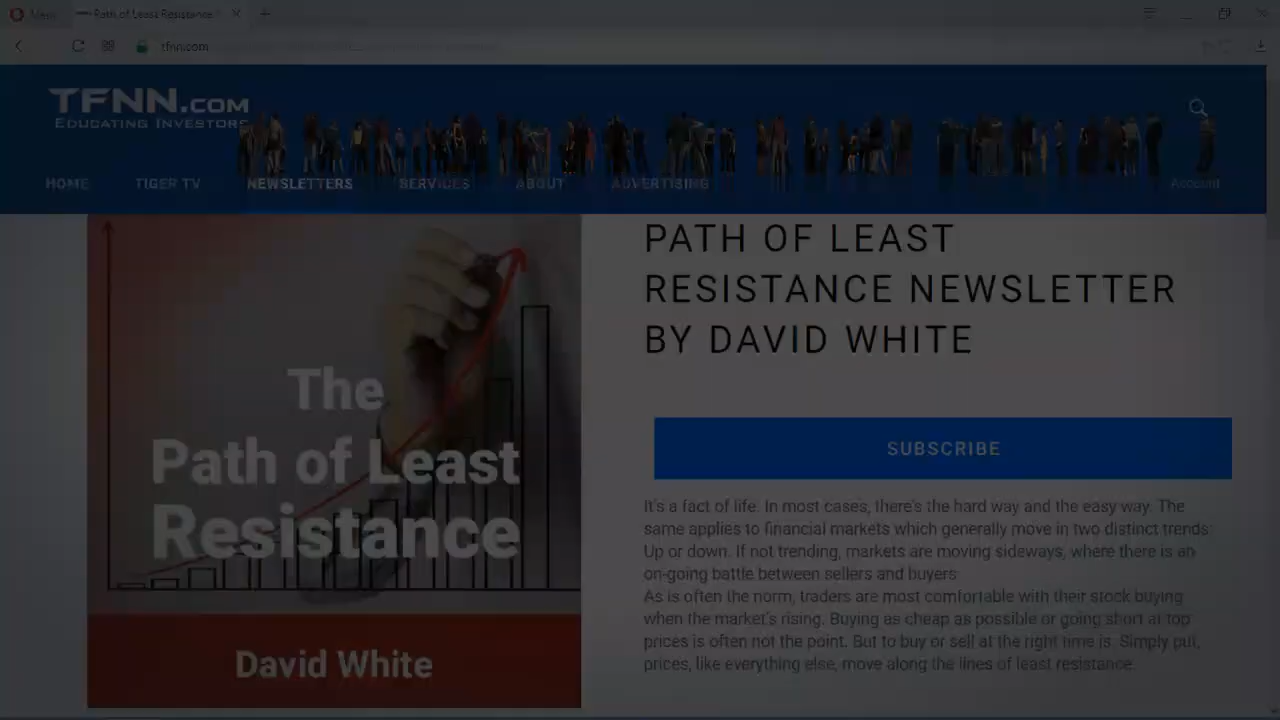 Path of Least Resistance
tfnn.com
TFNN.COM
EDUCATING INVESTORS
HOME TIGER TV NEWSLETTERS SERVICES ABOUT ADVERTISING Account
The
Path of Least
Resistance
David White
PATH OF LEAST
RESISTANCE NEWSLETTER
BY DAVID WHITE
SUBSCRIBE
It's a fact of life. In most cases, there's the hard way and the easy way. The
same applies to financial markets which generally move in two distinct trends:
Up or down. If not trending, markets are moving sideways, where there is an
on-going battle between sellers and buyers
As is often the norm, traders are most comfortable with their stock buying
when the market's rising. Buying as cheap as possible or going short at top
prices is often not the point. But to buy or sell at the right time is. Simply put,
prices, like everything else, move along the lines of least resistance.